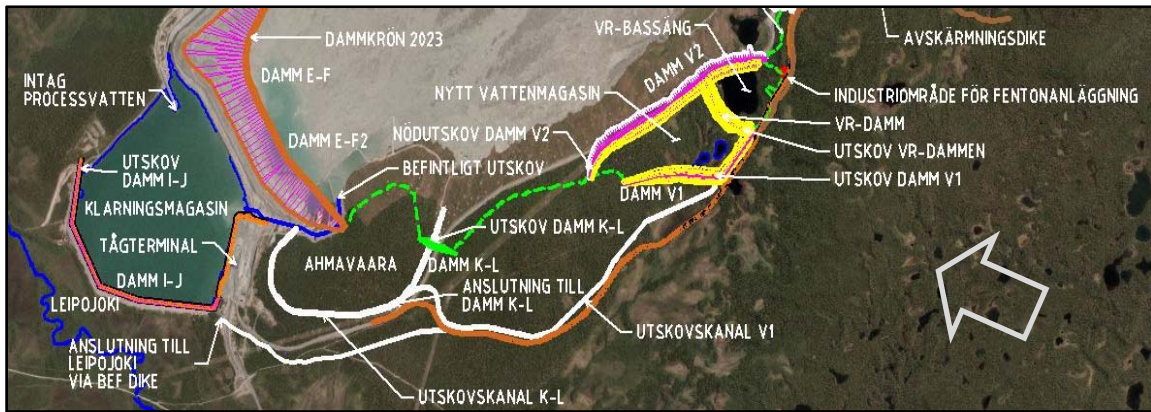 DAMMKRÖN 2023
DAMM E-F
INTAG
PROCESSVATTEN
DAMM E-F2
UTSKOV
DAMM I-J
KLARNINGSMAGASIN
TÅGTERMINAL
DAMM I-J
LEIPOJOKI
ANSLUTNING TILL
LEIPOJOKI
VIA BEF DIKE
BEFINTLIGT UTSKOV
AHMAVAARA
UTSKOV DAMM K-L
DAMM K-L
ANSLUTNING TILL
DAMM K-L
UTSKOVSKANAL K-L
UTSKOVSKANAL V1
VR-BASSÄNG
DAMM V2
NYTT VATTENMAGASIN
NÖDUTSKOV DAMM V2
DAMM V1
AVSKÄRMNINGSDIKE
INDUSTRIOMRÅDE FÖR FENTONANLÄGGNING
VR-DAMM
UTSKOV VR-DAMMEN
UTSKOV DAMM V1